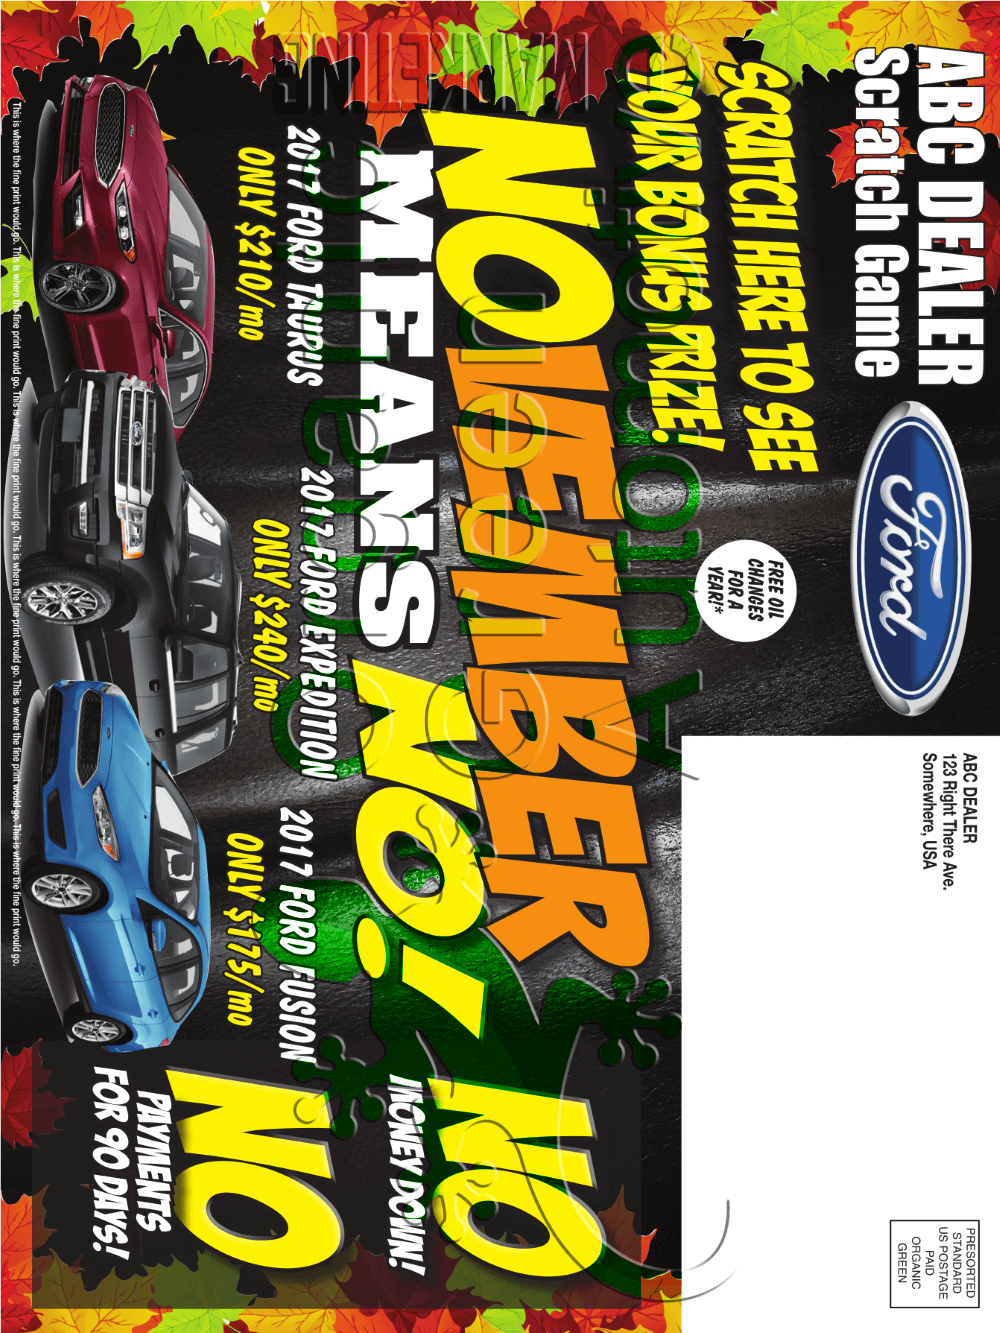 ABC DEALER
Scratch Game
Ford
SCRATCH HERE TO SEE
YOUR BONUS PRIZE!
FREE OIL
CHANGES
FOR A
YEAR!*
ABC DEALER
123 Right There Ave.
Somewhere, USA
PRESORTED
STANDARD
US POSTAGE
PAID
ORGANIC
GREEN
NOVEMBER
MEANS NO!
2017 FORD TAURUS
ONLY $210/mo
2017 FORD EXPEDITION
ONLY $240/mo
2017 FORD FUSION
ONLY $175/mo
NO
MONEY DOWN!
NO
PAYMENTS
FOR 90 DAYS!
This is where the fine print would go. This is where the fine print would go. This is where the fine print would go. This is where the fine print would go. This is where the fine print would go. This is where the fine print would go.
MARKETING